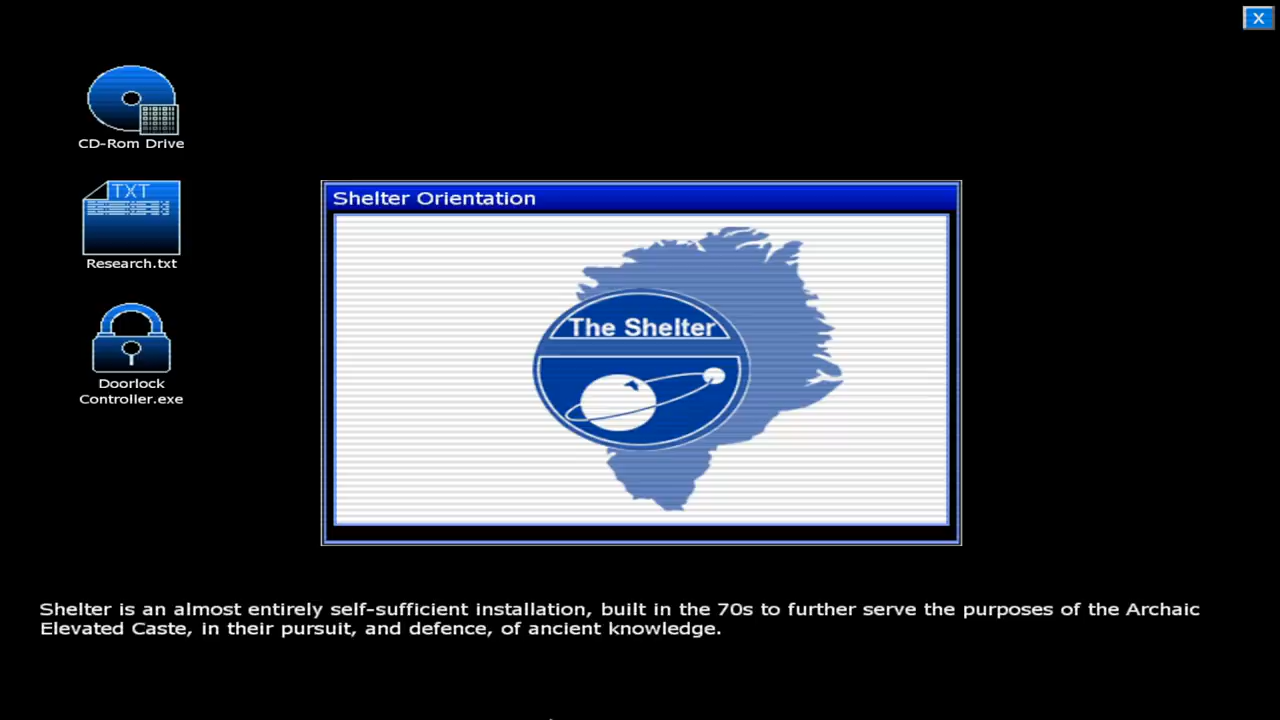 X
CD-Rom Drive
TXT
Research.txt
Doorlock
Controller.exe
Shelter Orientation
The Shelter
Shelter is an almost entirely self-sufficient installation, built in the 70s to further serve the purposes of the Archaic
Elevated Caste, in their pursuit, and defence, of ancient knowledge.